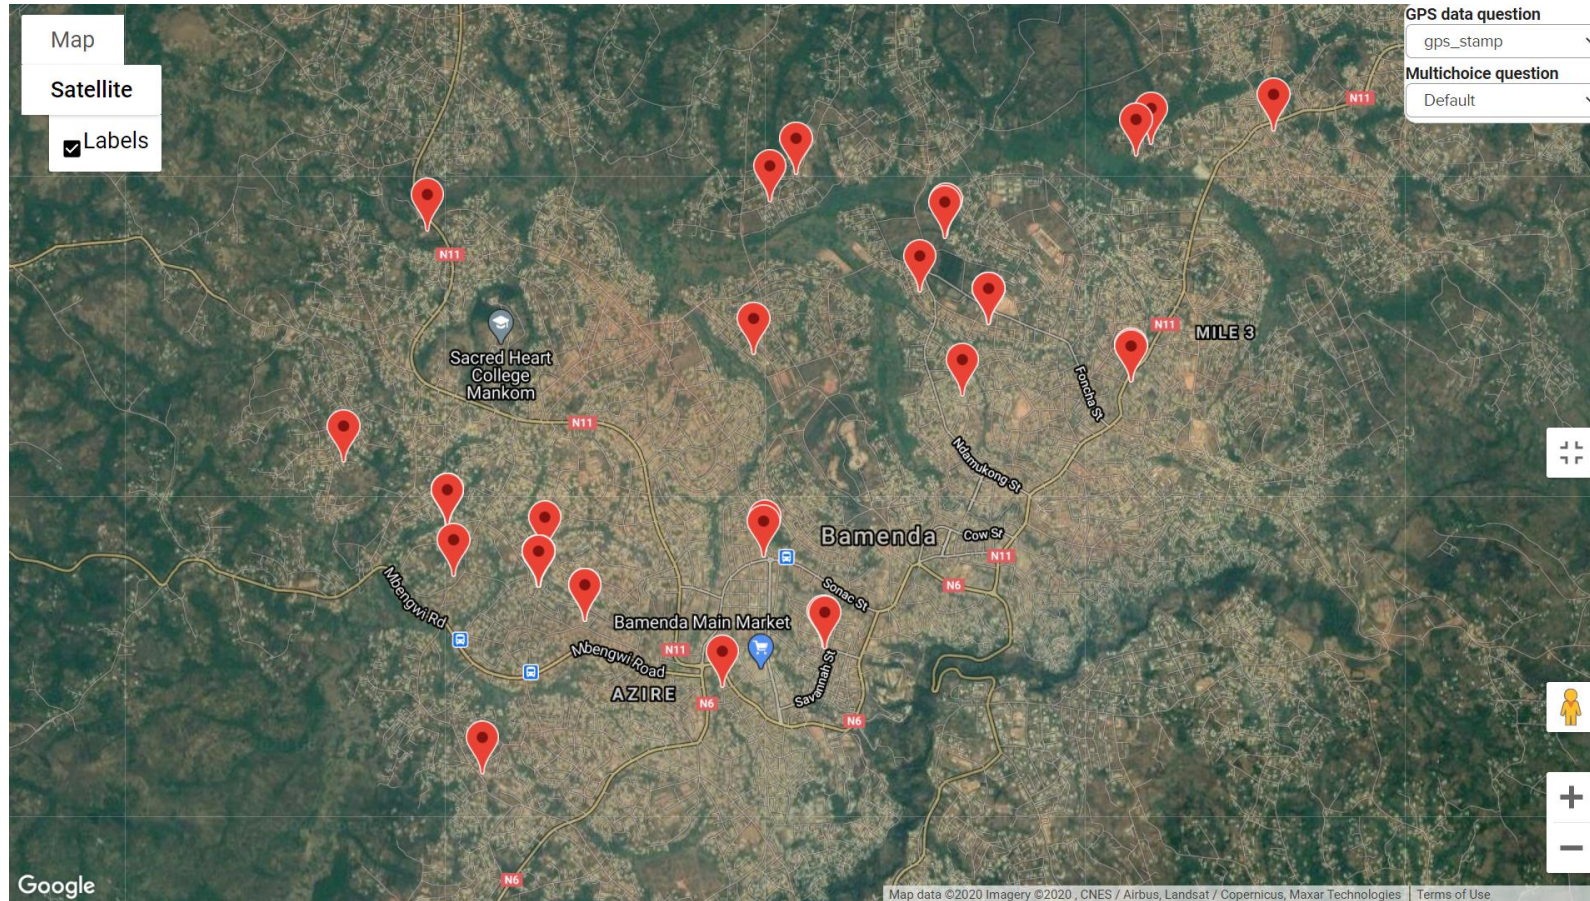 Map
Satellite
Labels
GPS data question
gps_stamp
Multichoice question
Default
N11
N11
N11
MILE 3
Sacred Heart
College
Mankom
Foncha St
N11
Ndamukong St
Bamenda
Cow St
N11
N6
Mbengwi Rd
Sonac St
Bamenda Main Market
N11
Mbengwi Road
Savannah St
AZIRE
N6
N6
N6
Google
Map data ©2020 Imagery ©2020 , CNES / Airbus, Landsat / Copernicus, Maxar Technologies
Terms of Use